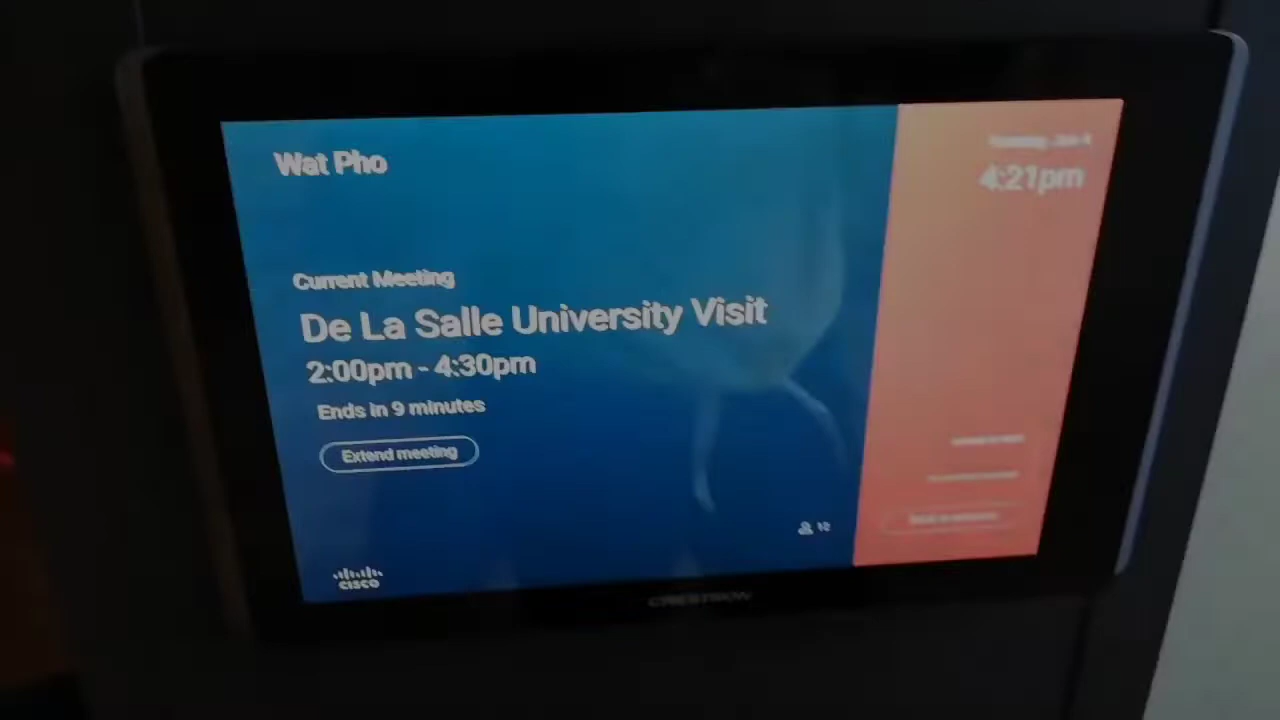 Wat Pho
4:21pm
Current Meeting
De La Salle University Visit
2:00pm - 4:30pm
Ends in 9 minutes
Extend meeting
12
CISCO
CRESTRON